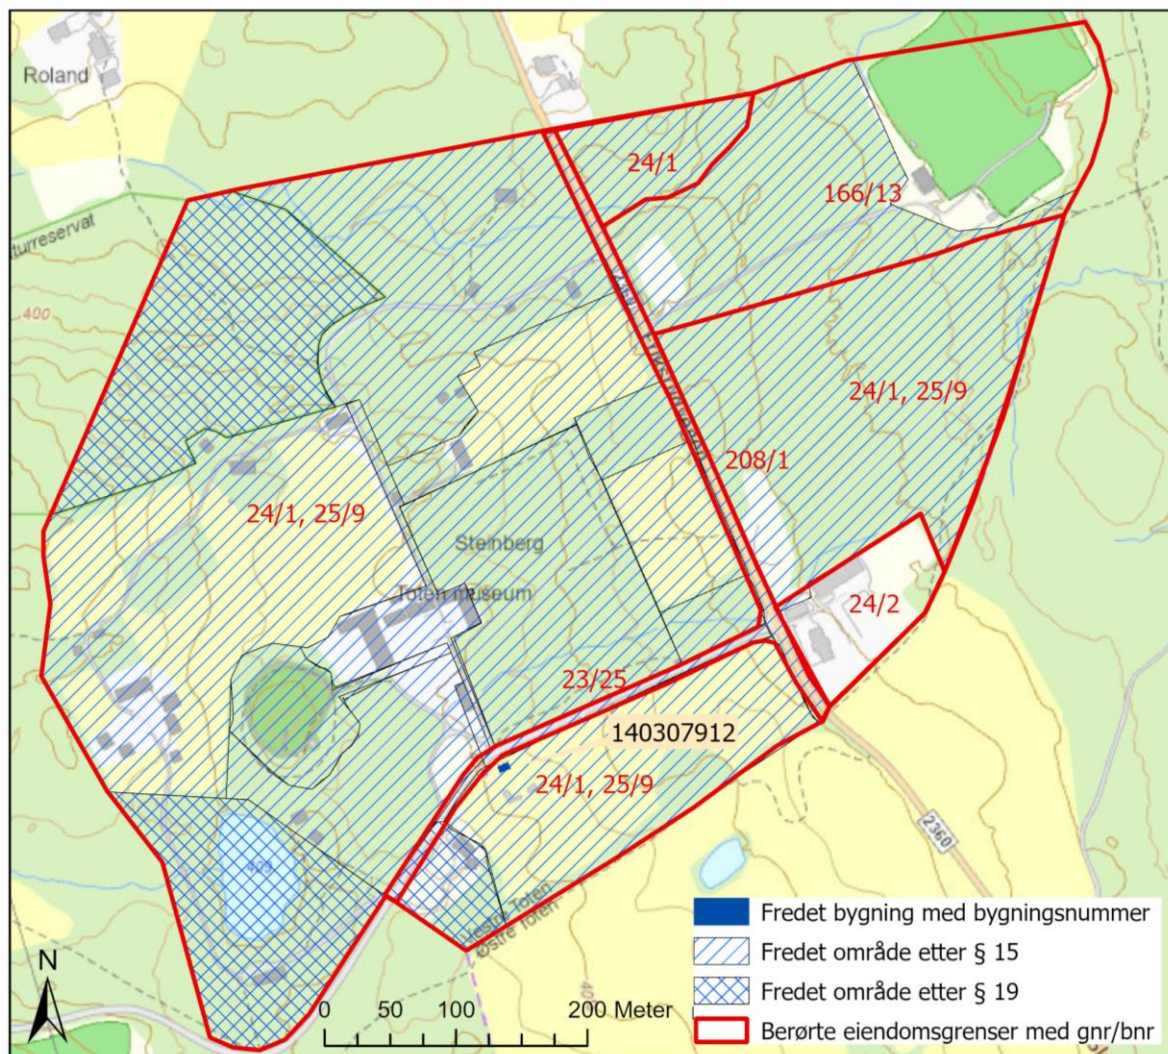 Roland
24/1
166/13
turreservat
400
2360
24/1, 25/9
208/1
24/1, 25/9
Steinberg
Toten museum
24/2
23/25
140307912
24/1, 25/9
2360
409
Vestre Toten
Østre Toten
Fredet bygning med bygningsnummer
Fredet område etter § 15
Fredet område etter § 19
Berørte eiendomsgrenser med gnr/bnr
N
0 50 100 200 Meter